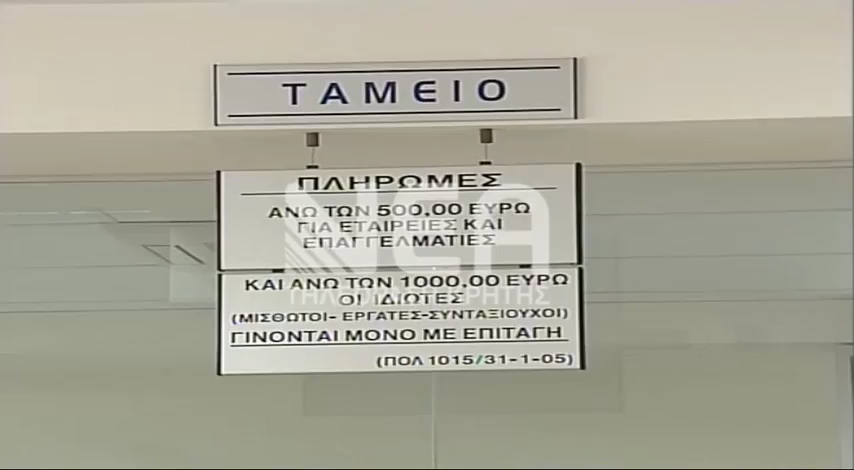 ΤΑΜΕΙΟ
ΠΛΗΡΩΜΕΣ
ΑΝΩ ΤΩΝ 500,00 ΕΥΡΩ
ΓΙΑ ΕΤΑΙΡΕΙΕΣ ΚΑΙ
ΕΠΑΓΓΕΛΜΑΤΙΕΣ
ΚΑΙ ΑΝΩ ΤΩΝ 1000,00 ΕΥΡΩ
ΟΙ ΙΔΙΩΤΕΣ
(ΜΙΣΘΩΤΟΙ- ΕΡΓΑΤΕΣ-ΣΥΝΤΑΞΙΟΥΧΟΙ)
ΓΙΝΟΝΤΑΙ ΜΟΝΟ ΜΕ ΕΠΙΤΑΓΗ
(ΠΟΛ 1015/31-1-05)